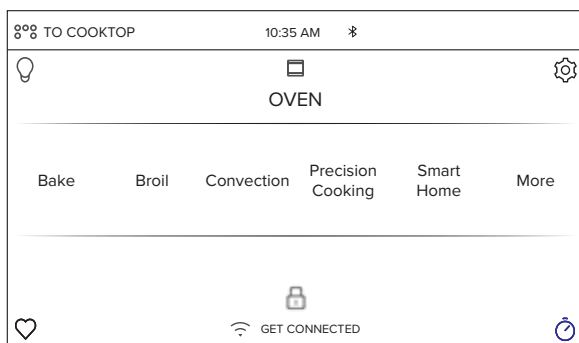 TO COOKTOP 10:35 AM
OVEN
Bake Broil Convection Precision Cooking Smart Home More
GET CONNECTED